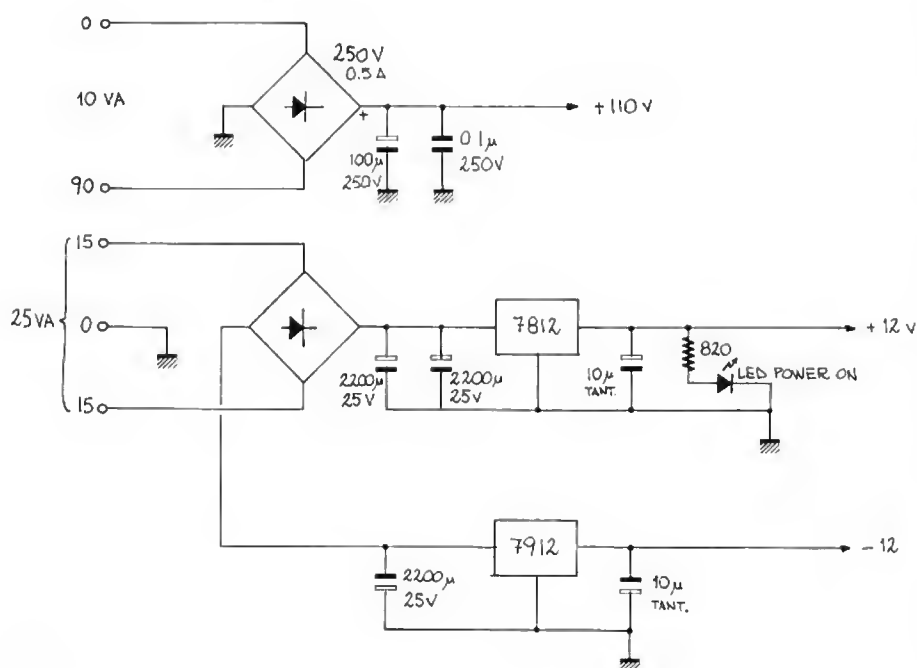 0
250V
0.5A
10 VA
+
+ 110 V
100μ
250V
0.1μ
250V
90
15
25VA
0
7812
+ 12 V
820
LED POWER ON
2200μ
25V
2200μ
25V
10μ
TANT.
15
7912
- 12
2200μ
25V
10μ
TANT.